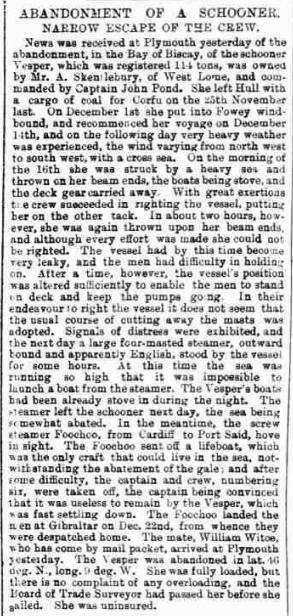 ABANDONMENT OF A SCHOONER.
NARROW ESCAPE OF THE CREW.
News was received at Plymouth yesterday of the
abandonment, in the Bay of Biscay, of the schooner
Vesper, which was registered 114 tons, was owned
by Mr. A. Skentlebury, of West Looe, and com-
manded by Captain John Pond. She left Hull with
a cargo of coal for Corfu on the 25th November
last. On December 1st she put into Fowey wind-
bound, and recommenced her voyage on December
14th, and on the following day very heavy weather
was experienced, the wind varying from north west
to south west, with a cross sea. On the morning of
the 16th she was struck by a heavy sea and
thrown on her beam ends, the boats being stove, and
the deck gear carried away. With great exertions
the crew succeeded in righting the vessel, putting
her on the other tack. In about two hours, how-
ever, she was again thrown upon her beam ends,
and although every effort was made she could not
be righted. The vessel had by this time become
very leaky, and the men had difficulty in holding
on. After a time, however, the vessel's position
was altered sufficiently to enable the men to stand
on deck and keep the pumps going. In their
endeavour to right the vessel it does not seem that
the usual course of cutting away the masts was
adopted. Signals of distress were exhibited, and
the next day a large four-masted steamer, outward
bound and apparently English, stood by the vessel
for some hours. At this time the sea was
running so high that it was impossible to
launch a boat from the steamer. The Vesper's boats
had been already stove in during the night. The
steamer left the schooner next day, the sea being
somewhat abated. In the meantime, the screw
steamer Foochoo, from Cardiff to Port Said, hove
in sight. The Foochoo sent off a lifeboat, which
was the only craft that could live in the sea, not-
withstanding the abatement of the gale; and after
some difficulty, the captain and crew, numbering
six, were taken off, the captain being convinced
that it was useless to remain by the Vesper, which
was fast settling down. The Foochoo landed the
men at Gibraltar on Dec. 22nd, from whence they
were despatched home. The mate, William Witoe,
who has come by mail packet, arrived at Plymouth
yesterday. The Vesper was abandoned in lat. 46
deg. N., long. 9 deg. W. She was fully loaded, but
there is no complaint of any overloading, and the
Board of Trade Surveyor had passed her before she
sailed. She was uninsured.